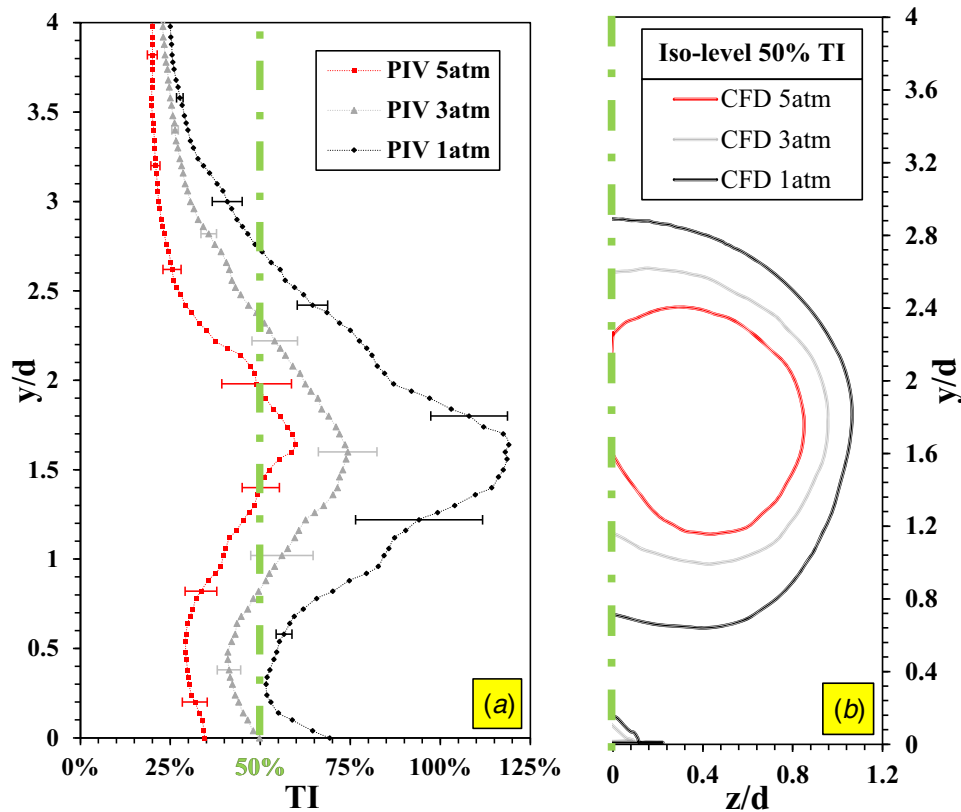 4
3.5
3
2.5
2
1.5
1
0.5
0
y/d
0%
25%
50%
75%
100%
125%
TI
PIV 5atm
PIV 3atm
PIV 1atm
(a)
Iso-level 50% TI
CFD 5atm
CFD 3atm
CFD 1atm
4
3.6
3.2
2.8
2.4
2
1.6
1.2
0.8
0.4
0
y/d
0
0.4
0.8
1.2
z/d
(b)